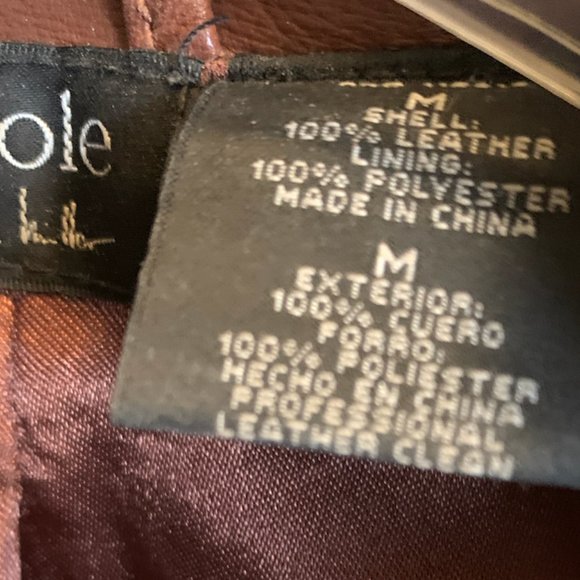 ole
M
SHELL:
100% LEATHER
LINING:
100% POLYESTER
MADE IN CHINA
M
EXTERIOR:
100% CUERO
FORRO:
100% POLIESTER
HECHO EN CHINA
PROFESSIONAL
LEATHER CLEAN